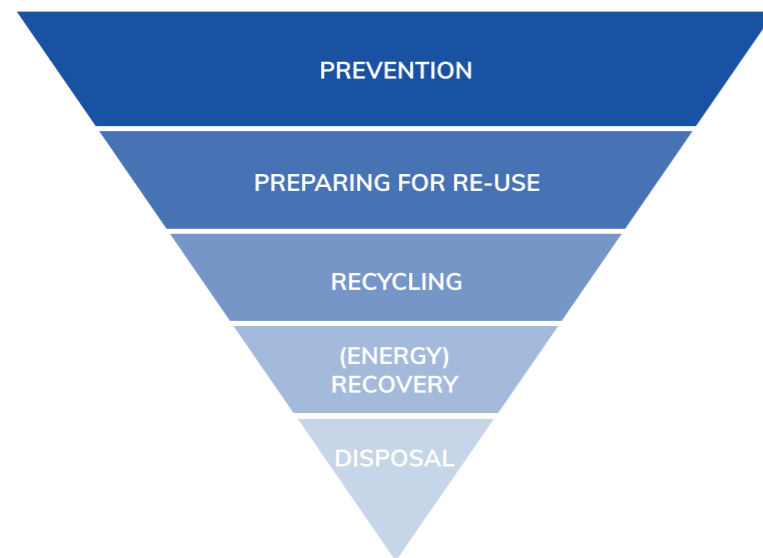 PREVENTION
PREPARING FOR RE-USE
RECYCLING
(ENERGY)
RECOVERY
DISPOSAL